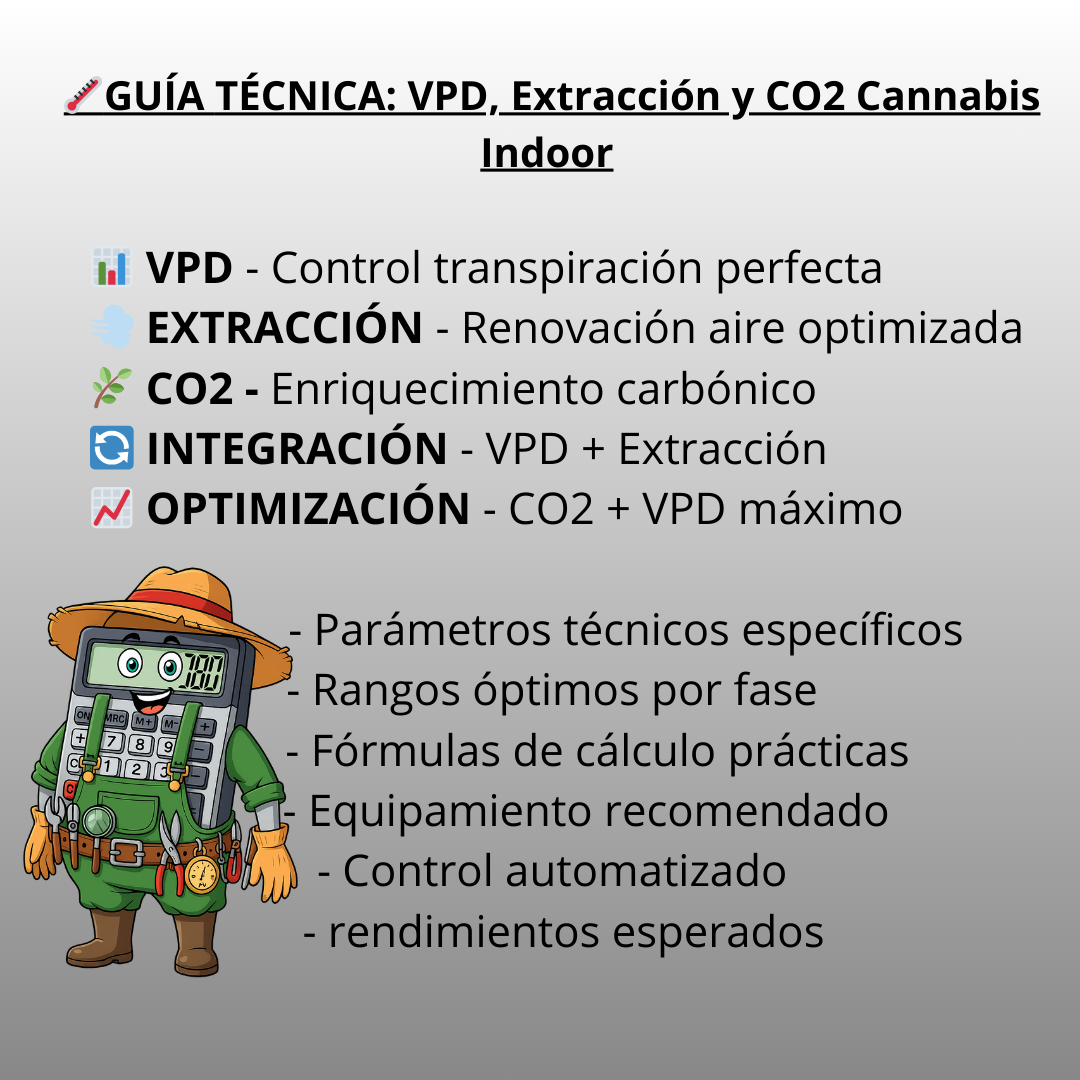 🌡️GUÍA TÉCNICA: VPD, Extracción y CO2 Cannabis
Indoor
📊 VPD - Control transpiración perfecta
💨 EXTRACCIÓN - Renovación aire optimizada
🌿 CO2 - Enriquecimiento carbónico
🔄 INTEGRACIÓN - VPD + Extracción
📈 OPTIMIZACIÓN - CO2 + VPD máximo
- Parámetros técnicos específicos
- Rangos óptimos por fase
- Fórmulas de cálculo prácticas
- Equipamiento recomendado
- Control automatizado
- rendimientos esperados
ON MRC M+ M- +
7 8 9 -
1 2 3